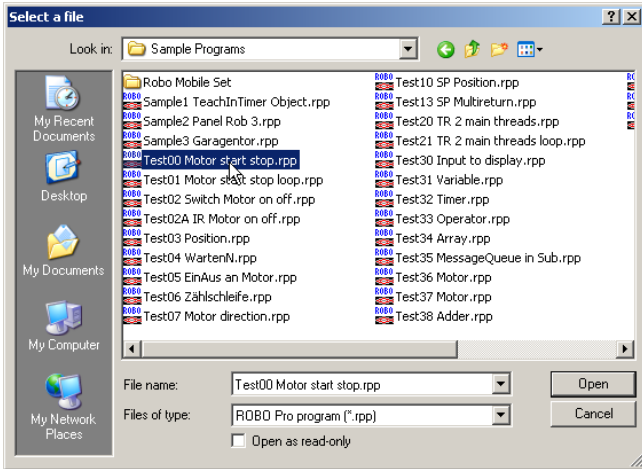 Select a file
Look in: Sample Programs
My Recent
Documents
Desktop
My Documents
My Computer
My Network
Places
Robo Mobile Set
Sample1 TeachInTimer Object.rpp
Sample2 Panel Rob 3.rpp
Sample3 Garagentor.rpp
Test00 Motor start stop.rpp
Test01 Motor start stop loop.rpp
Test02 Switch Motor on off.rpp
Test02A IR Motor on off.rpp
Test03 Position.rpp
Test04 WartenN.rpp
Test05 EinAus an Motor.rpp
Test06 Zählschleife.rpp
Test07 Motor direction.rpp
Test10 SP Position.rpp
Test13 SP Multireturn.rpp
Test20 TR 2 main threads.rpp
Test21 TR 2 main threads loop.rpp
Test30 Input to display.rpp
Test31 Variable.rpp
Test32 Timer.rpp
Test33 Operator.rpp
Test34 Array.rpp
Test35 MessageQueue in Sub.rpp
Test36 Motor.rpp
Test37 Motor.rpp
Test38 Adder.rpp
File name: Test00 Motor start stop.rpp Open
Files of type: ROBO Pro program (*.rpp) Cancel
Open as read-only